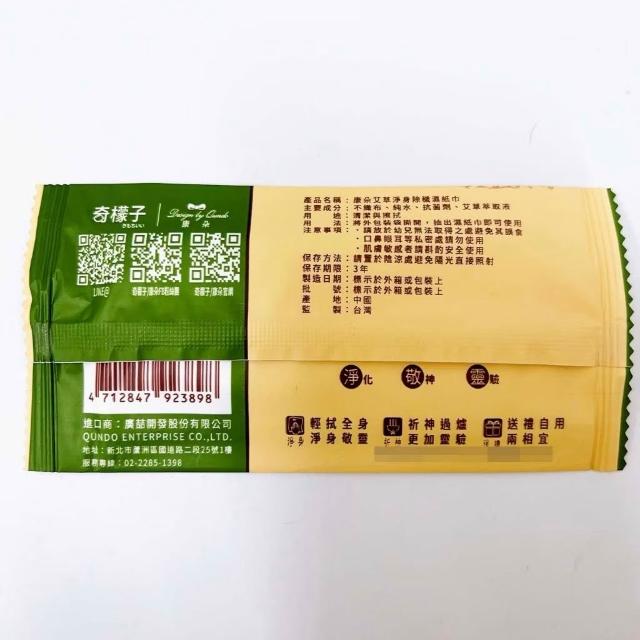 奇檬子
きもちいい
Design by Qundo
康朵
LINE@
奇檬子/康朵FB粉絲團
奇檬子/康朵官網
產品名稱：康朵艾草淨身除穢濕紙巾
主要成分：不織布、純水、抗菌劑、艾草萃取液
用途：清潔與擦拭
用法：將外包裝袋撕開，抽出濕紙巾即可使用
注意事項：．請放於幼兒無法取得之處避免其誤食
．口鼻眼耳等私密處請勿使用
．肌膚敏感者請斟酌安全使用
保存方法：請置於陰涼處避免陽光直接照射
保存期限：3年
製造日期：標示於外箱或包裝上
批號：標示於外箱或包裝上
產地：中國
監製：台灣
4 712847 923898
進口商：廣喆開發股份有限公司
QUNDO ENTERPRISE CO.,LTD.
地址：新北市蘆洲區國道路二段25號1樓
服務專線：02-2285-1398
淨化 敬神 靈驗
淨身 輕拭全身 淨身敬靈
祈神 祈神過爐 更加靈驗
送禮 送禮自用 兩相宜